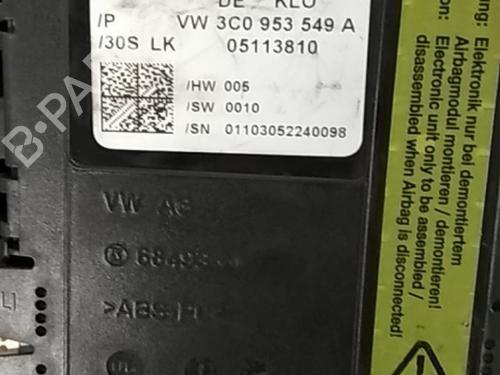 DE KLO
/P VW 3C0 953 549 A
/30S LK 05113810
/HW 005
/SW 0010
/SN 01103052240098
VW AG
>ABS
Elektronik nur bei demontiertem
Airbagmodul montieren / demontieren!
Electronic unit only to be assembled /
disassembled when Airbag is disconnected!